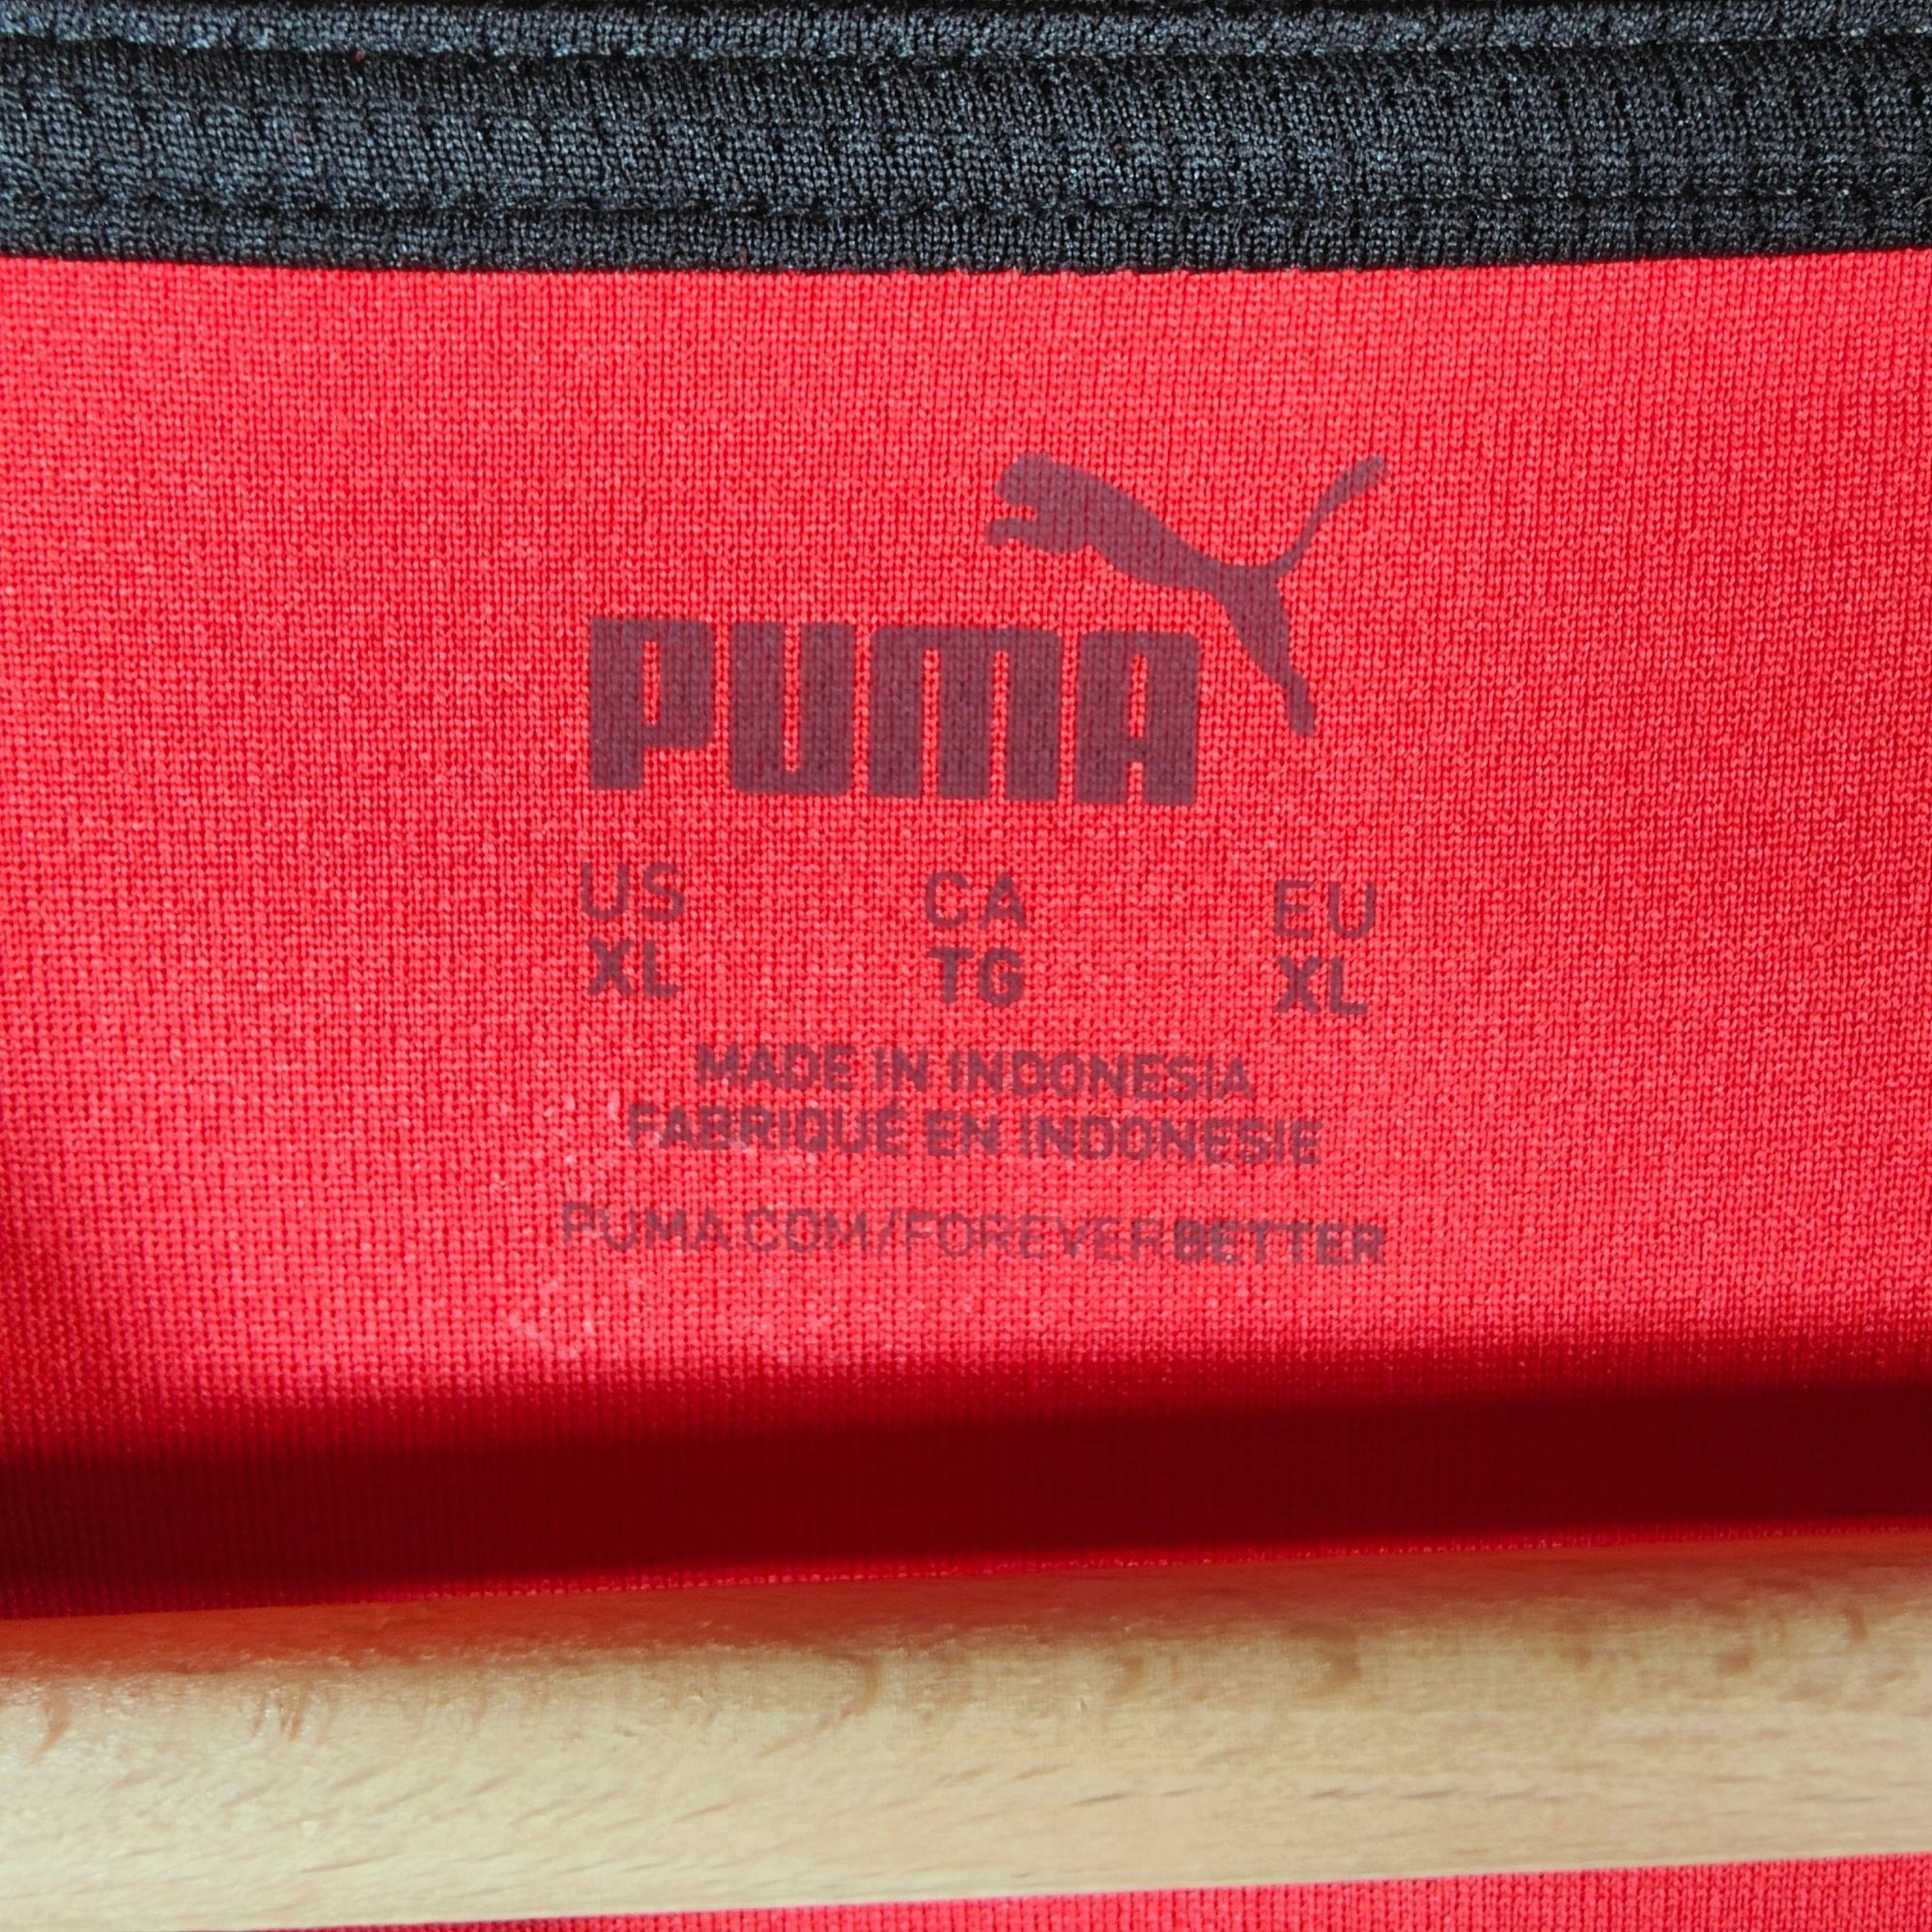 PUMA
US CA EU
XL TG XL
MADE IN INDONESIA
FABRIQUÉ EN INDONESIE
PUMA.COM/FOREVERBETTER